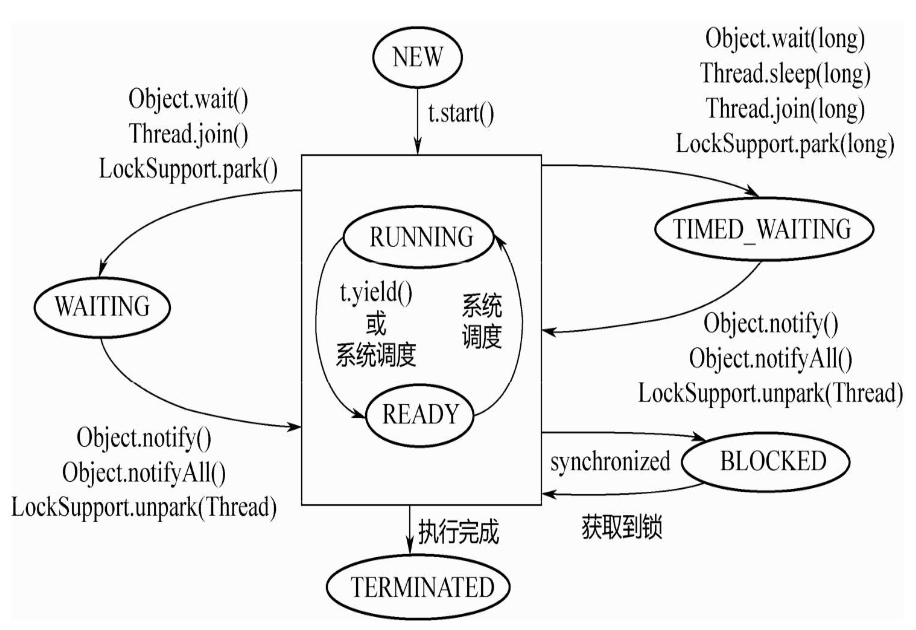 NEW
t.start()
Object.wait()
Thread.join()
LockSupport.park()
Object.wait(long)
Thread.sleep(long)
Thread.join(long)
LockSupport.park(long)
RUNNING
TIMED_WAITING
WAITING
t.yield()
或
系统调度
系统
调度
READY
Object.notify()
Object.notifyAll()
LockSupport.unpark(Thread)
Object.notify()
Object.notifyAll()
LockSupport.unpark(Thread)
synchronized
BLOCKED
获取到锁
执行完成
TERMINATED